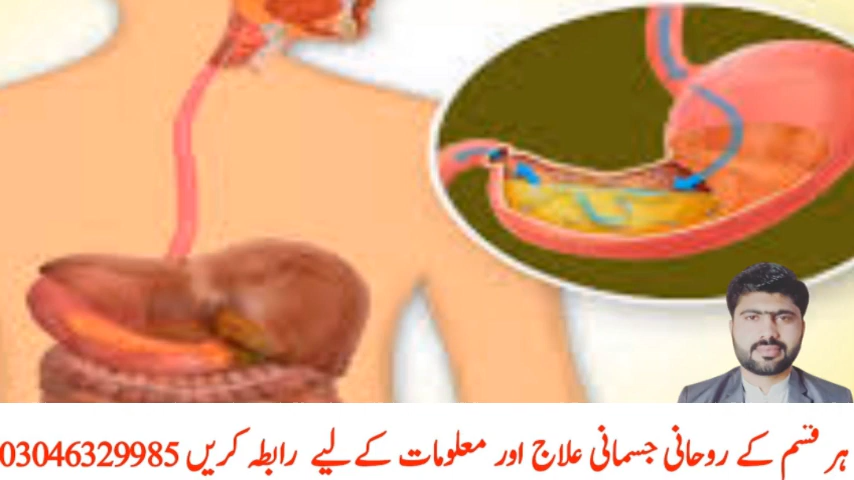 ہر قسم کے روحانی جسمانی علاج اور معلومات کے لیے رابطہ کریں 03046329985